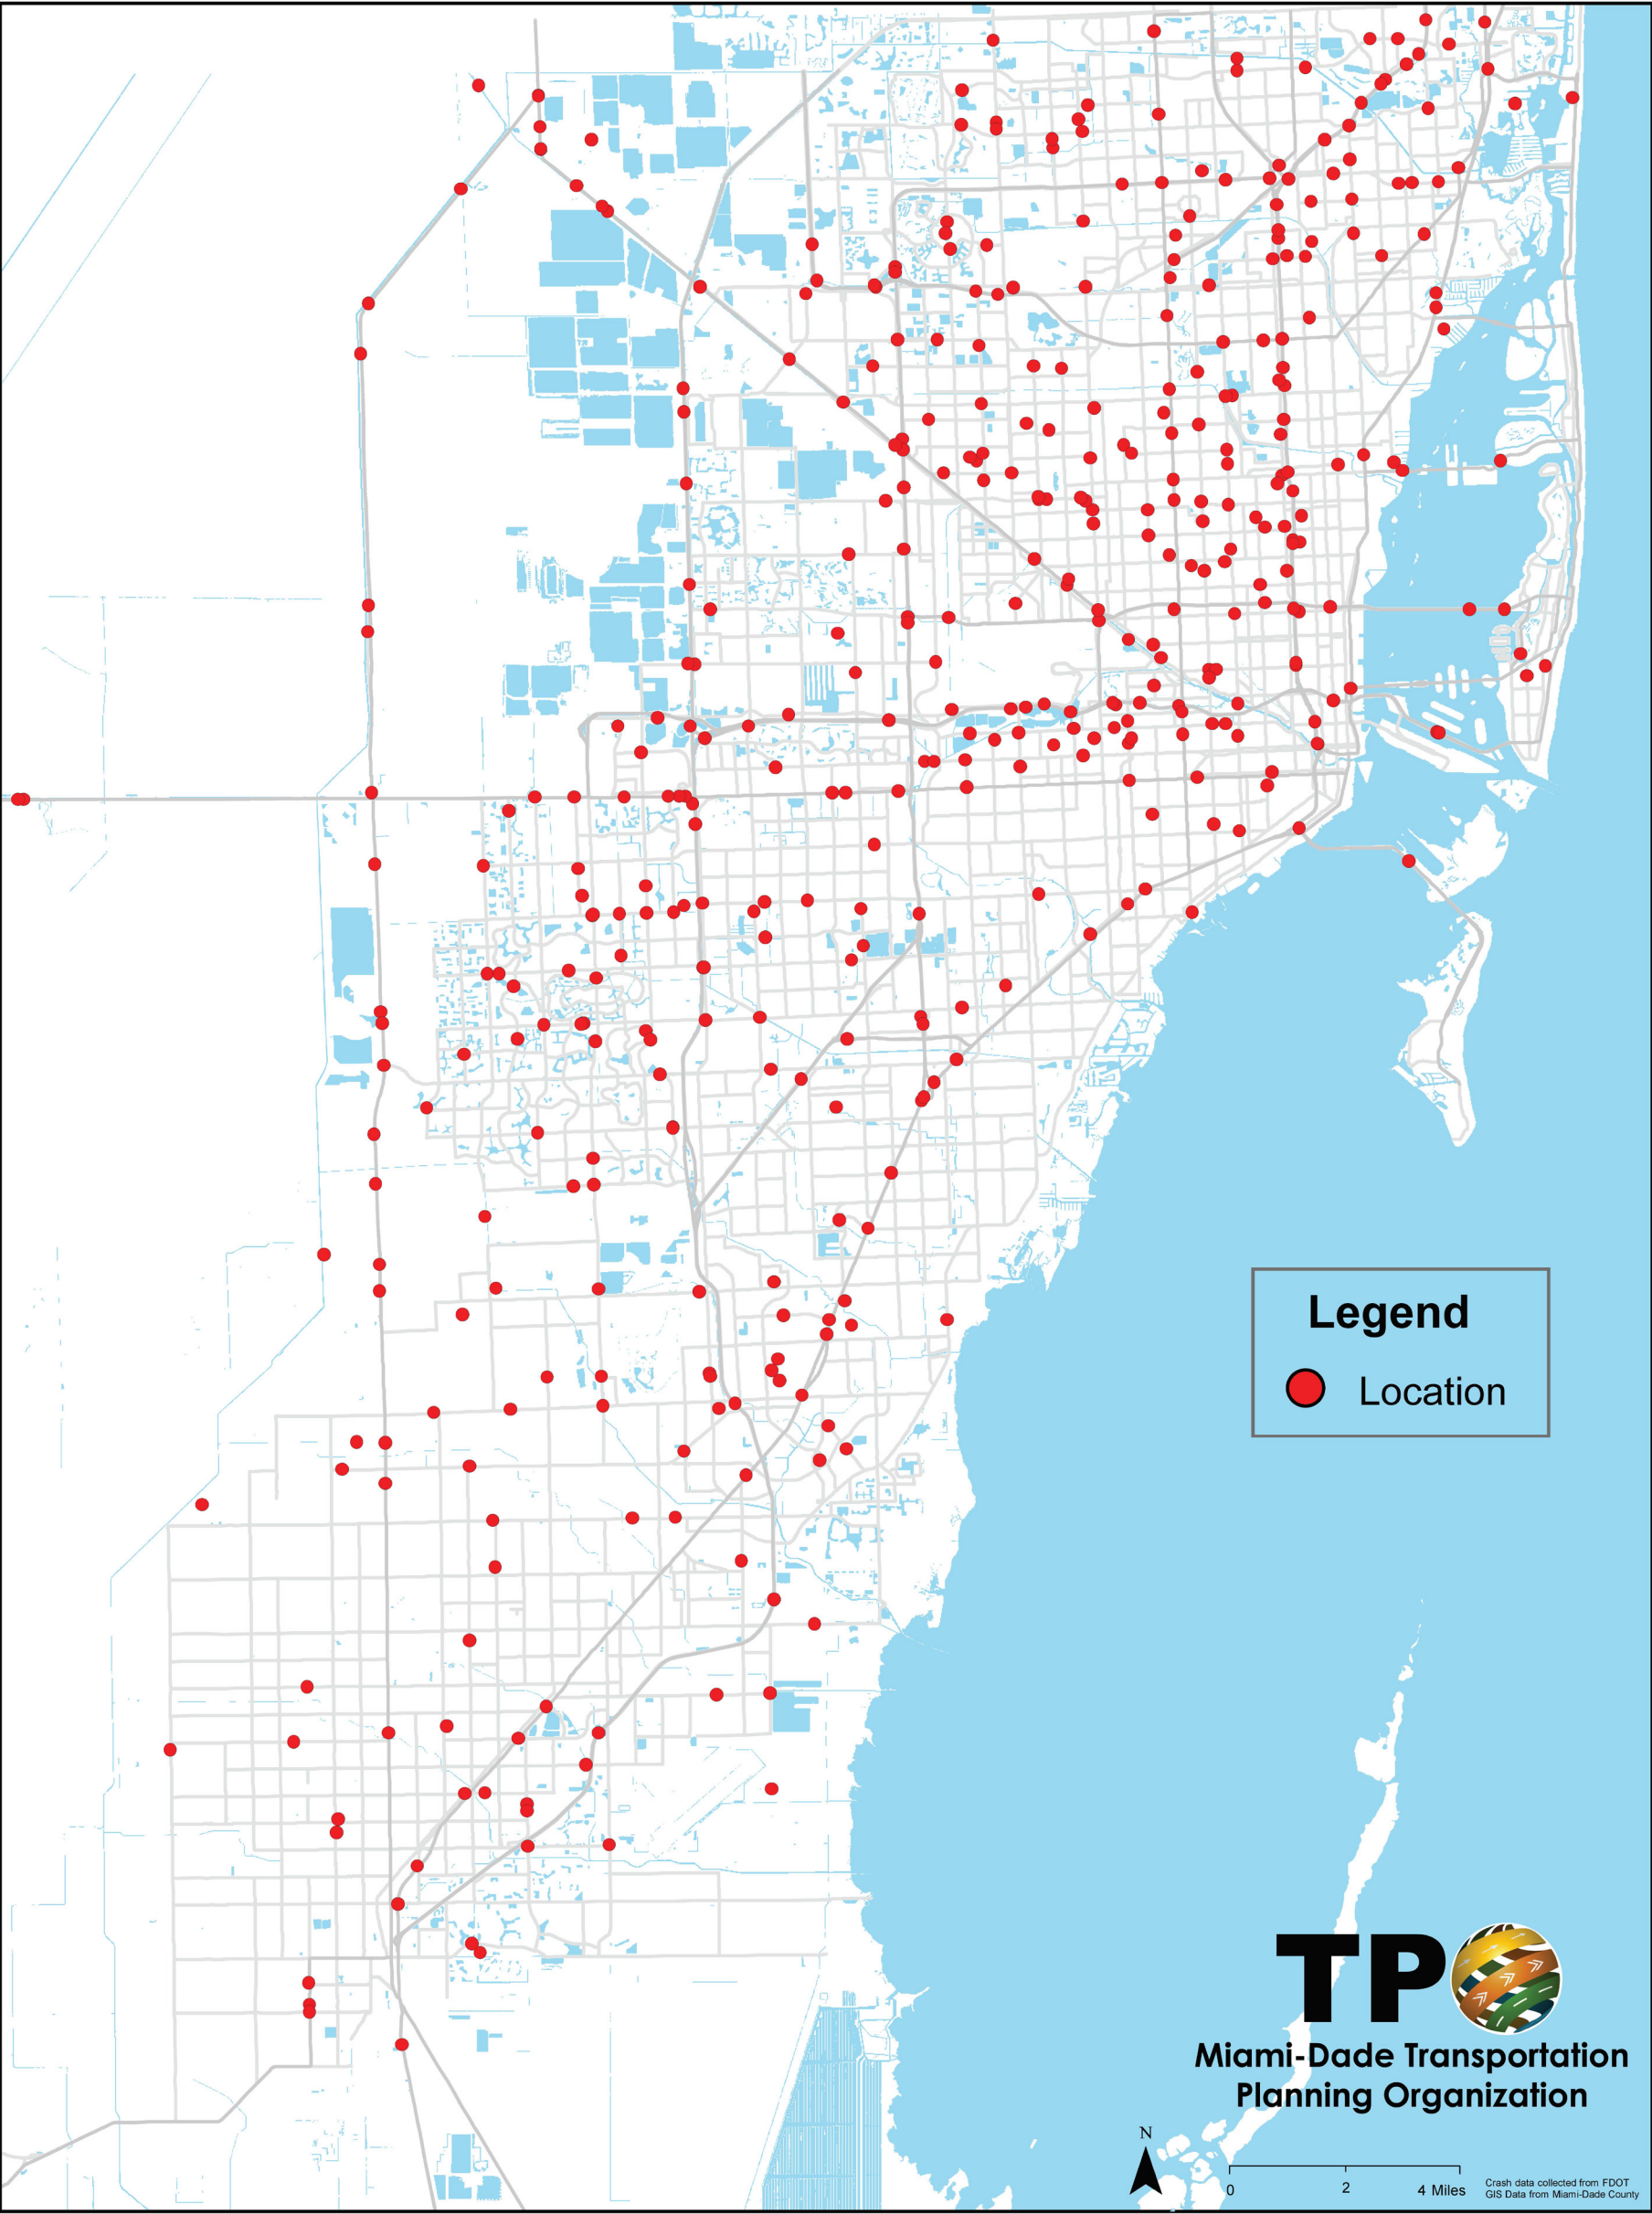 Legend
Location
TPO
Miami-Dade Transportation
Planning Organization
N
0 2 4 Miles
Crash data collected from FDOT
GIS Data from Miami-Dade County